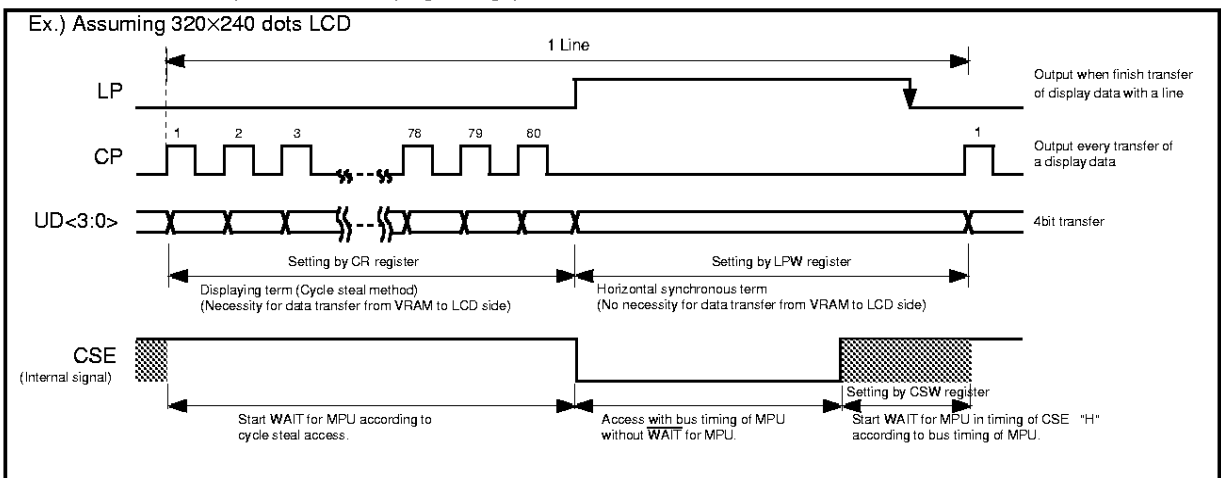 Ex.) Assuming 320×240 dots LCD
1 Line
LP
Output when finish transfer
of display data with a line
CP
1 2 3 78 79 80 1
Output every transfer of
a display data
UD<3:0>
4bit transfer
Setting by CR register
Setting by LPW register
Displaying term (Cycle steal method)
(Necessity for data transfer from VRAM to LCD side)
Horizontal synchronous term
(No necessity for data transfer from VRAM to LCD side)
CSE
(Internal signal)
Setting by CSW register
Start WAIT for MPU according to
cycle steal access.
Access with bus timing of MPU
without WAIT for MPU.
Start WAIT for MPU in timing of CSE "H"
according to bus timing of MPU.